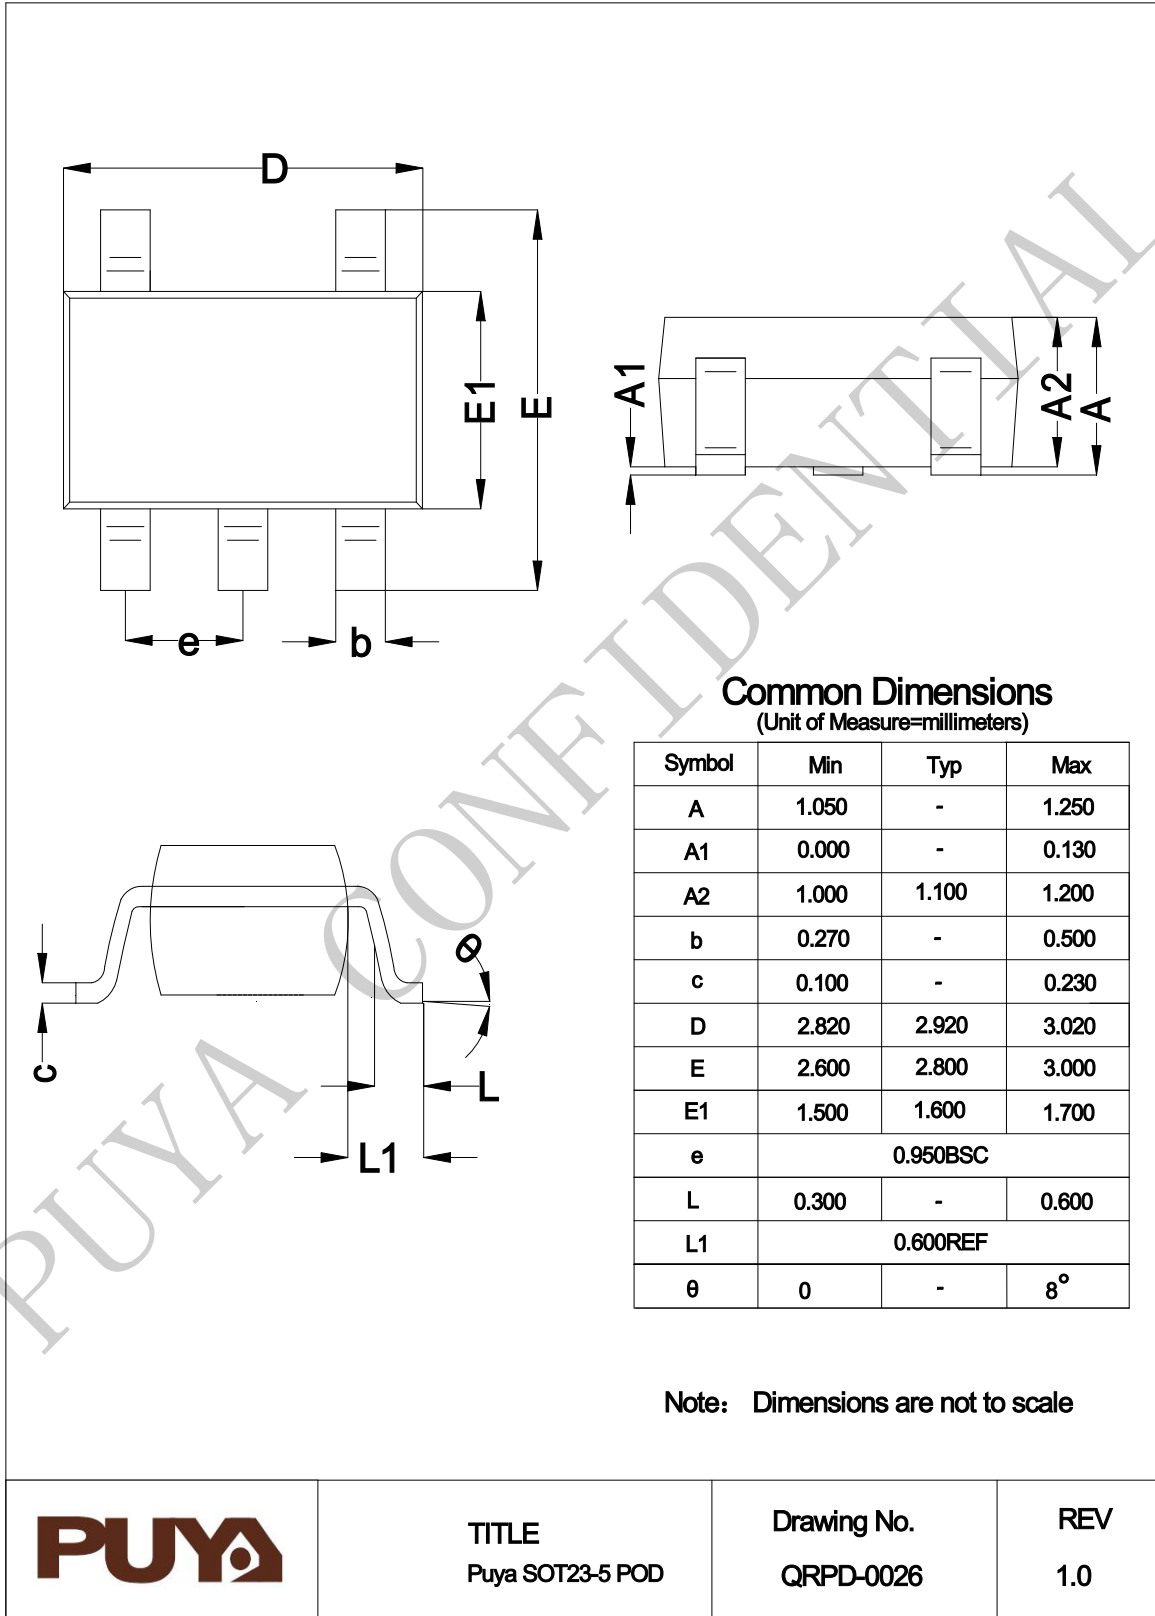 D
E1
E
e
b
A1
A2
A
PUYA CONFIDENTIAL
Common Dimensions
(Unit of Measure=millimeters)
Symbol Min Typ Max
A 1.050 - 1.250
A1 0.000 - 0.130
A2 1.000 1.100 1.200
b 0.270 - 0.500
c 0.100 - 0.230
D 2.820 2.920 3.020
E 2.600 2.800 3.000
E1 1.500 1.600 1.700
e 0.950BSC
L 0.300 - 0.600
L1 0.600REF
θ 0 - 8°
θ
c
L
L1
Note: Dimensions are not to scale
PUYA
TITLE
Puya SOT23-5 POD
Drawing No.
QRPD-0026
REV
1.0